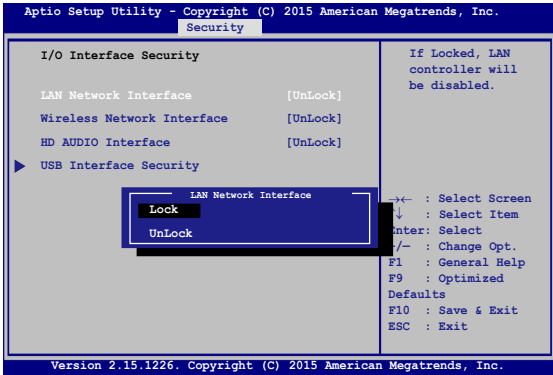 Aptio Setup Utility - Copyright (C) 2015 American Megatrends, Inc.
Security
I/O Interface Security
LAN Network Interface [UnLock]
Wireless Network Interface [UnLock]
HD AUDIO Interface [UnLock]
USB Interface Security
LAN Network Interface
Lock
UnLock
If Locked, LAN
controller will
be disabled.
→← : Select Screen
↑↓ : Select Item
Enter: Select
+/— : Change Opt.
F1 : General Help
F9 : Optimized
Defaults
F10 : Save & Exit
ESC : Exit
Version 2.15.1226. Copyright (C) 2015 American Megatrends, Inc.